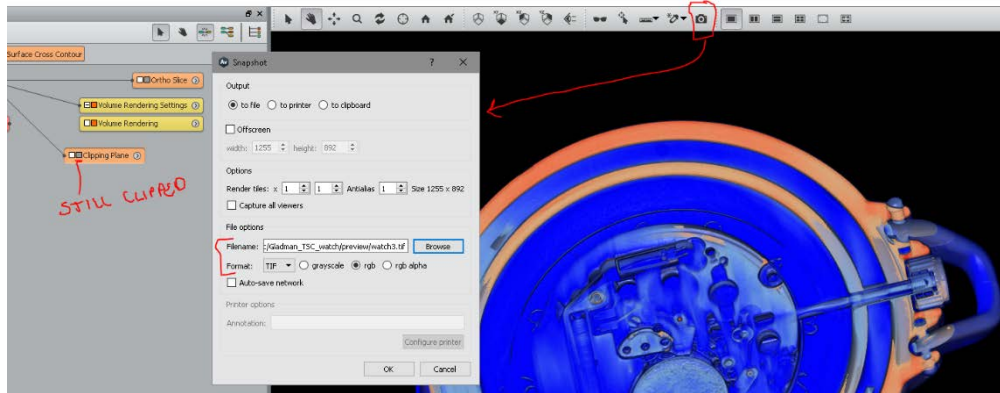 Surface Cross Contour
Ortho Slice
Volume Rendering Settings
Volume Rendering
Clipping Plane
STILL CLIPPED
Snapshot
Output
to file to printer to clipboard
Offscreen
width: 1255 height: 892
Options
Render tiles: x 1 1 Antialias 1 Size 1255 x 892
Capture all viewers
File options
Filename: :/Gladman_TSC_watch/preview/watch3.tif Browse
Format: TIF grayscale rgb rgb alpha
Auto-save network
Printer options
Annotation:
Configure printer
OK Cancel